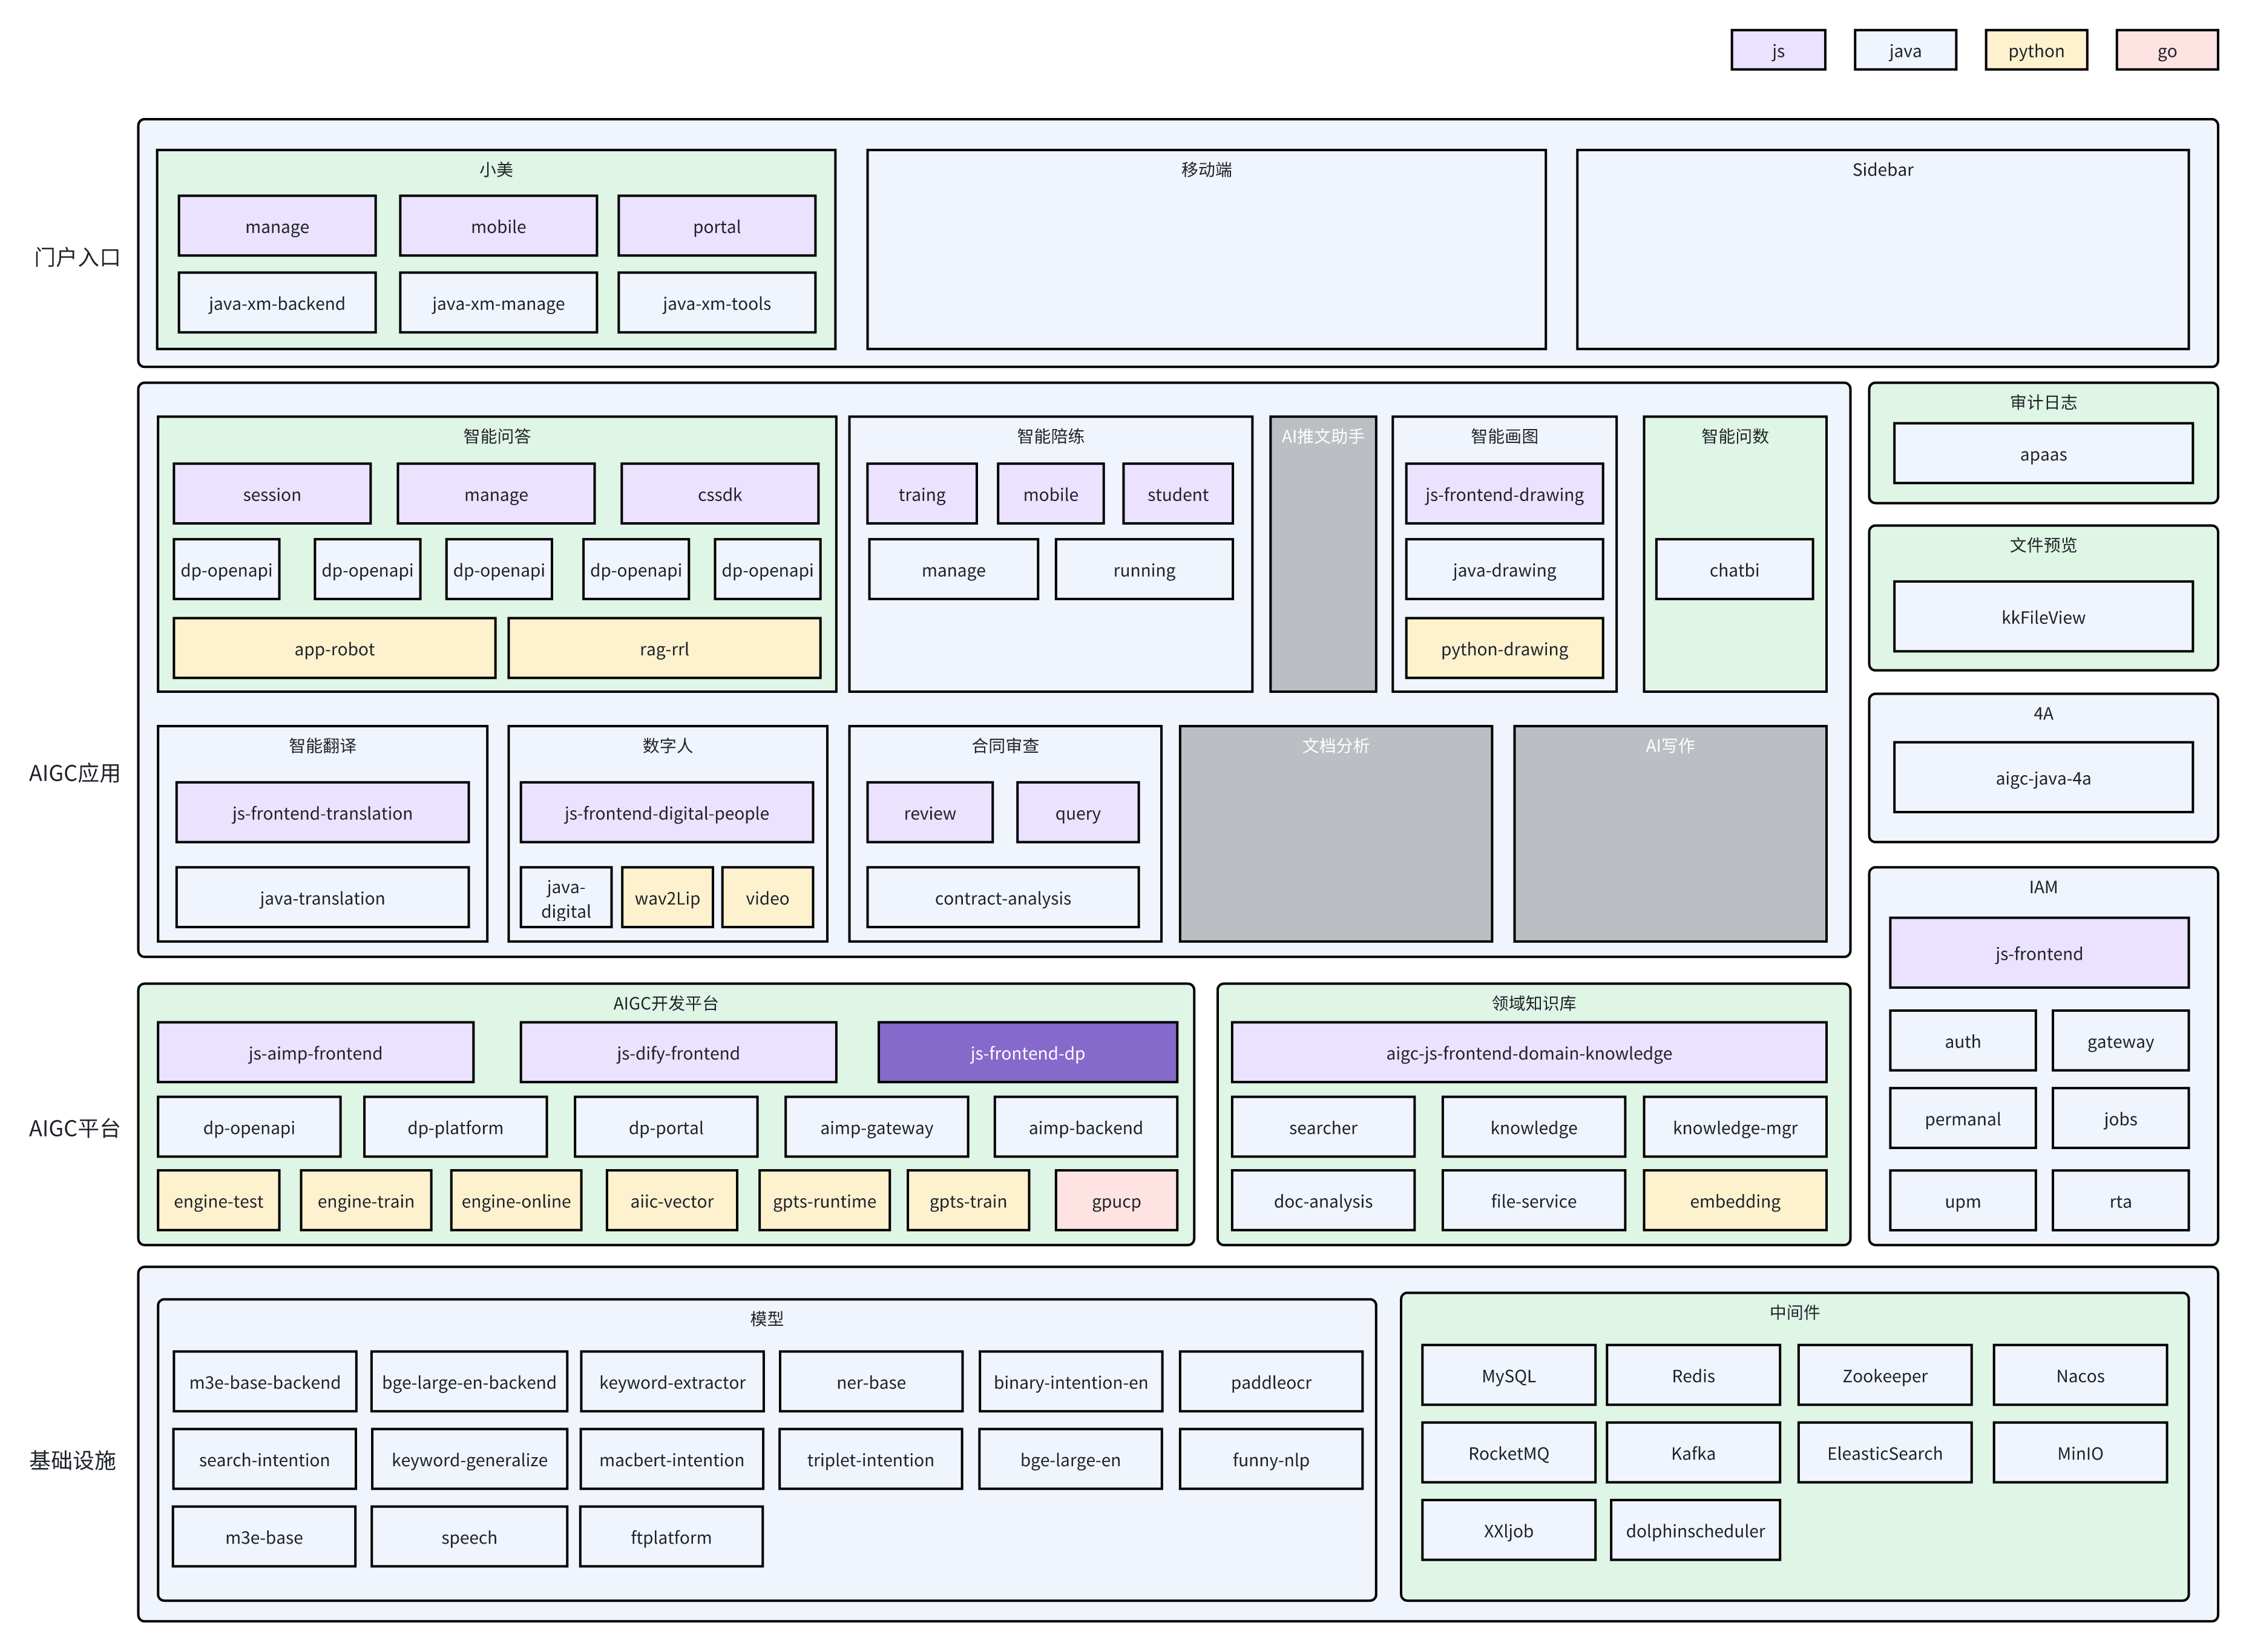 js
java
python
go
门户入口
小美
manage
mobile
portal
java-xm-backend
java-xm-manage
java-xm-tools
移动端
Sidebar
AIGC应用
智能问答
session
manage
cssdk
dp-openapi
dp-openapi
dp-openapi
dp-openapi
dp-openapi
app-robot
rag-rrl
智能陪练
traing
mobile
student
manage
running
AI推文助手
智能画图
js-frontend-drawing
java-drawing
python-drawing
智能问数
chatbi
智能翻译
js-frontend-translation
java-translation
数字人
js-frontend-digital-people
java-
digital
wav2Lip
video
合同审查
review
query
contract-analysis
文档分析
AI写作
审计日志
apaas
文件预览
kkFileView
4A
aigc-java-4a
IAM
js-frontend
auth
gateway
permanal
jobs
upm
rta
AIGC平台
AIGC开发平台
js-aimp-frontend
js-dify-frontend
js-frontend-dp
dp-openapi
dp-platform
dp-portal
aimp-gateway
aimp-backend
engine-test
engine-train
engine-online
aiic-vector
gpts-runtime
gpts-train
gpucp
领域知识库
aigc-js-frontend-domain-knowledge
searcher
knowledge
knowledge-mgr
doc-analysis
file-service
embedding
基础设施
模型
m3e-base-backend
bge-large-en-backend
keyword-extractor
ner-base
binary-intention-en
paddleocr
search-intention
keyword-generalize
macbert-intention
triplet-intention
bge-large-en
funny-nlp
m3e-base
speech
ftplatform
中间件
MySQL
Redis
Zookeeper
Nacos
RocketMQ
Kafka
EleasticSearch
MinIO
XXljob
dolphinscheduler